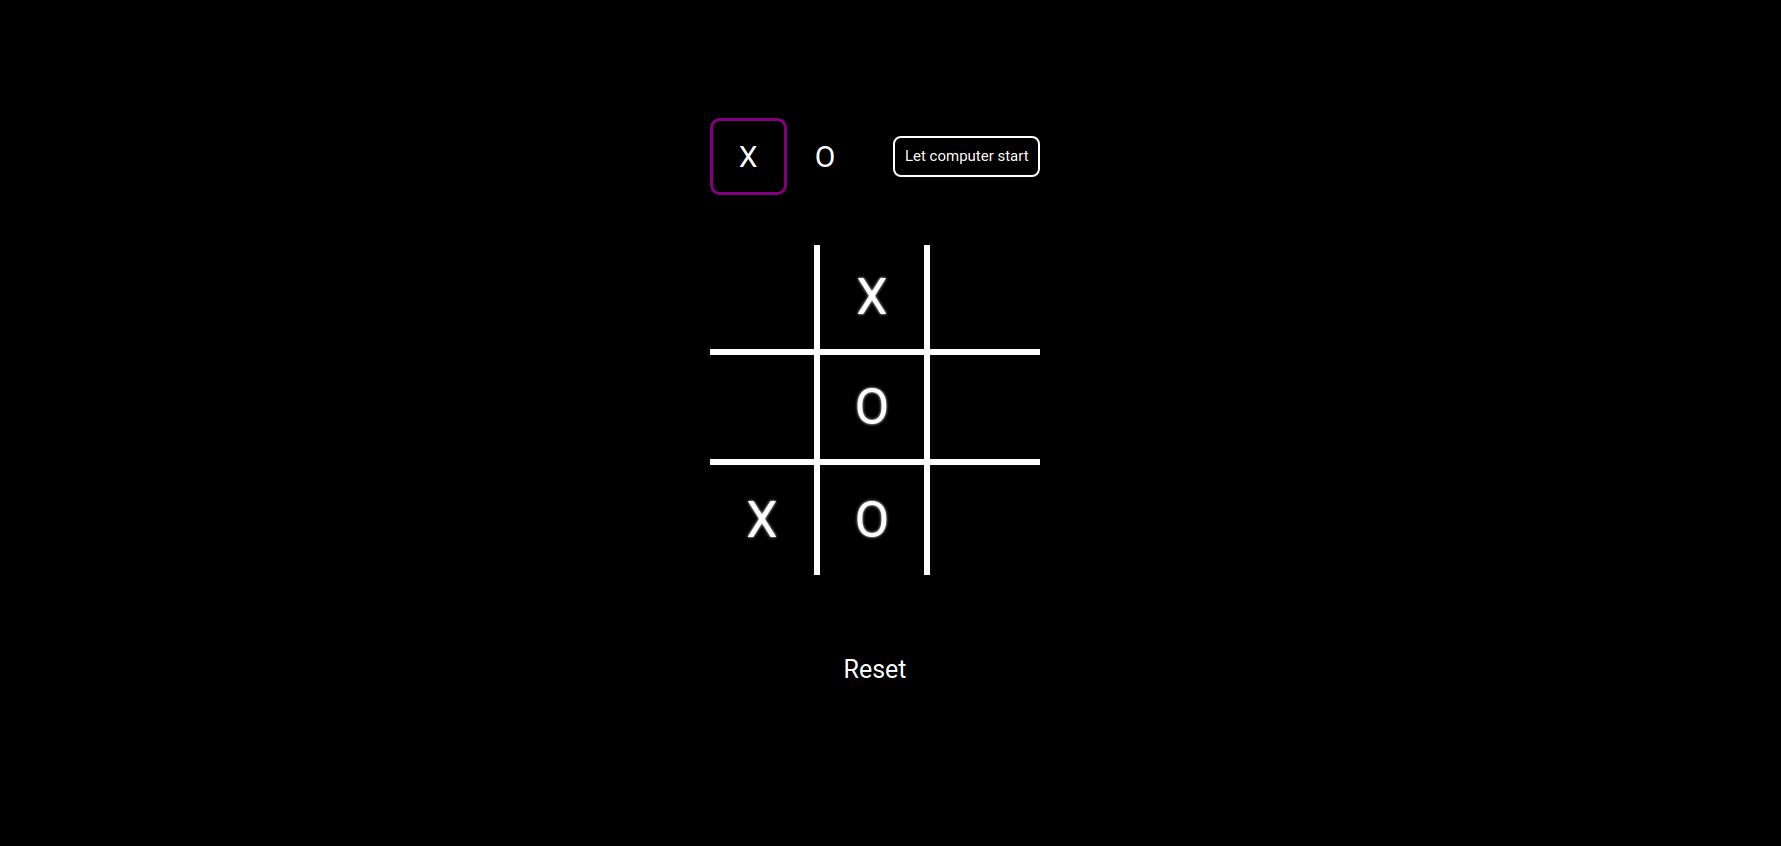 X O Let computer start
X
O
X O
Reset